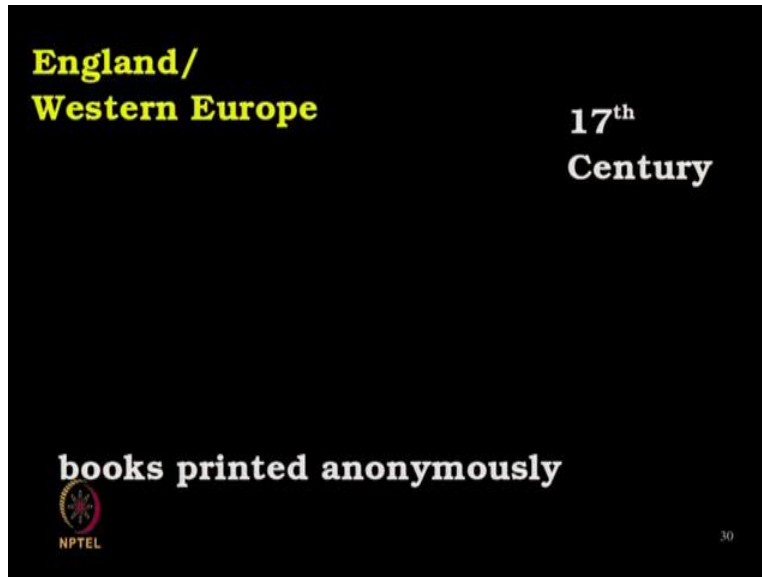 England/
Western Europe
17th
Century
books printed anonymously
NPTEL
30